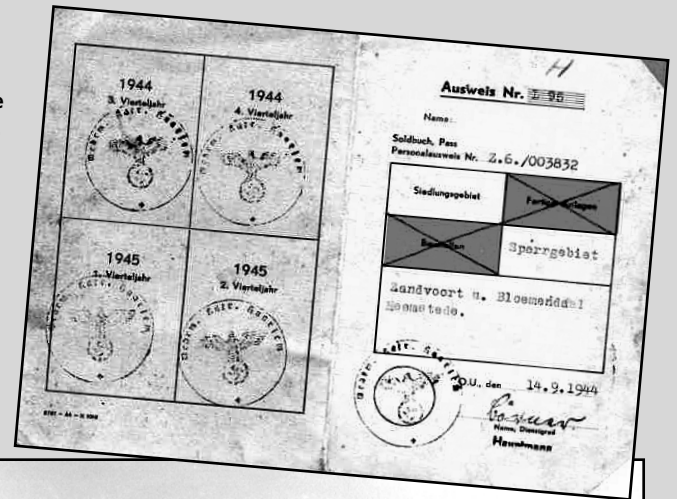 e
1944
3. Vierteljahr
1944
4. Vierteljahr
1945
1. Vierteljahr
1945
2. Vierteljahr
H
Ausweis Nr. L 95
Name:
Soldbuch, Pass
Personalausweis Nr. Z.6./003832
Siedlungsgebiet
Baustellen
Sperrgebiet
Zandvoort u. Bloemendaal
Heemstede.
O.U., den 14.9.1944
Name, Dienstgrad
Hauptmann